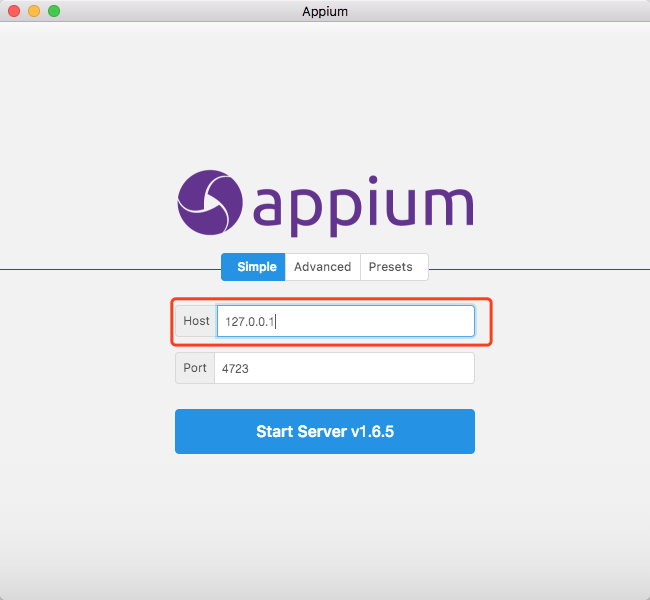 Appium
appium
Simple Advanced Presets
Host 127.0.0.1
Port 4723
Start Server v1.6.5